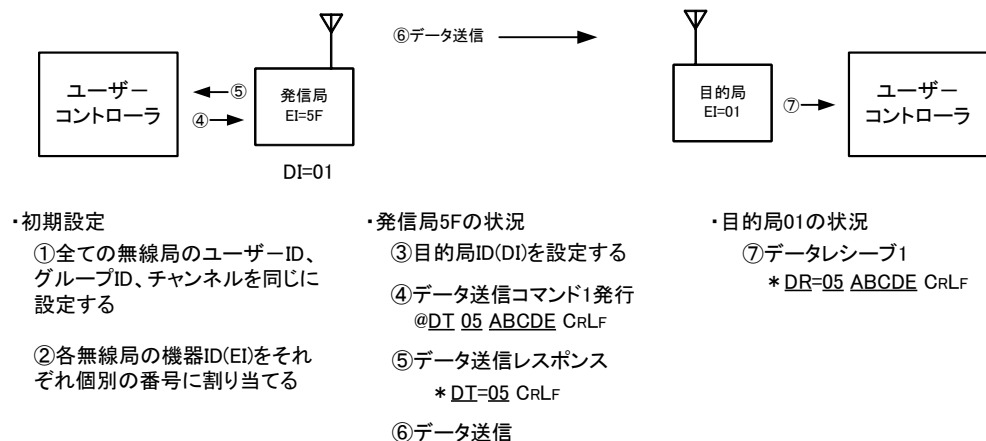 ⑥データ送信
ユーザー
コントローラ
⑤
④
発信局
EI=5F
DI=01
目的局
EI=01
⑦
ユーザー
コントローラ
・初期設定
①全ての無線局のユーザーID、
グループID、チャンネルを同じに
設定する
②各無線局の機器ID(EI)をそれ
ぞれ個別の番号に割り当てる
・発信局5Fの状況
③目的局ID(DI)を設定する
④データ送信コマンド1発行
@DT 05 ABCDE CRLF
⑤データ送信レスポンス
*DT=05 CRLF
⑥データ送信
・目的局01の状況
⑦データレシーブ1
*DR=05 ABCDE CRLF